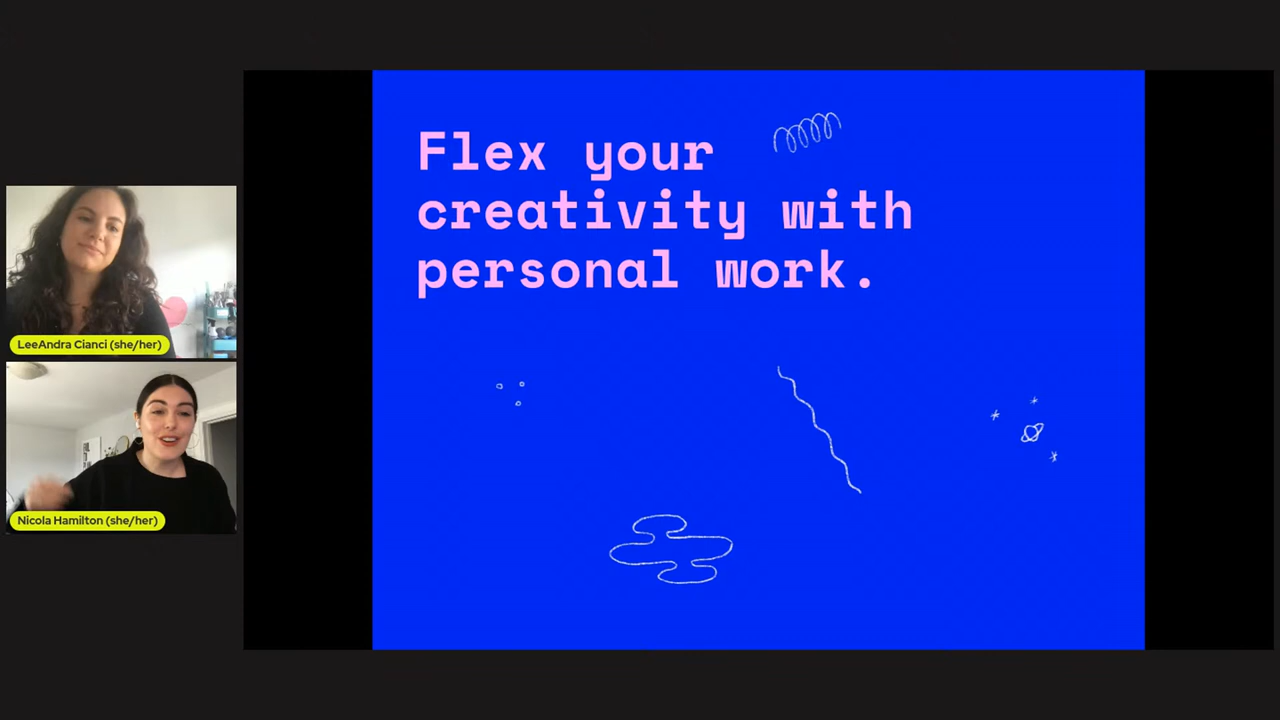 Flex your
creativity with
personal work.
LeeAndra Cianci (she/her)
Nicola Hamilton (she/her)